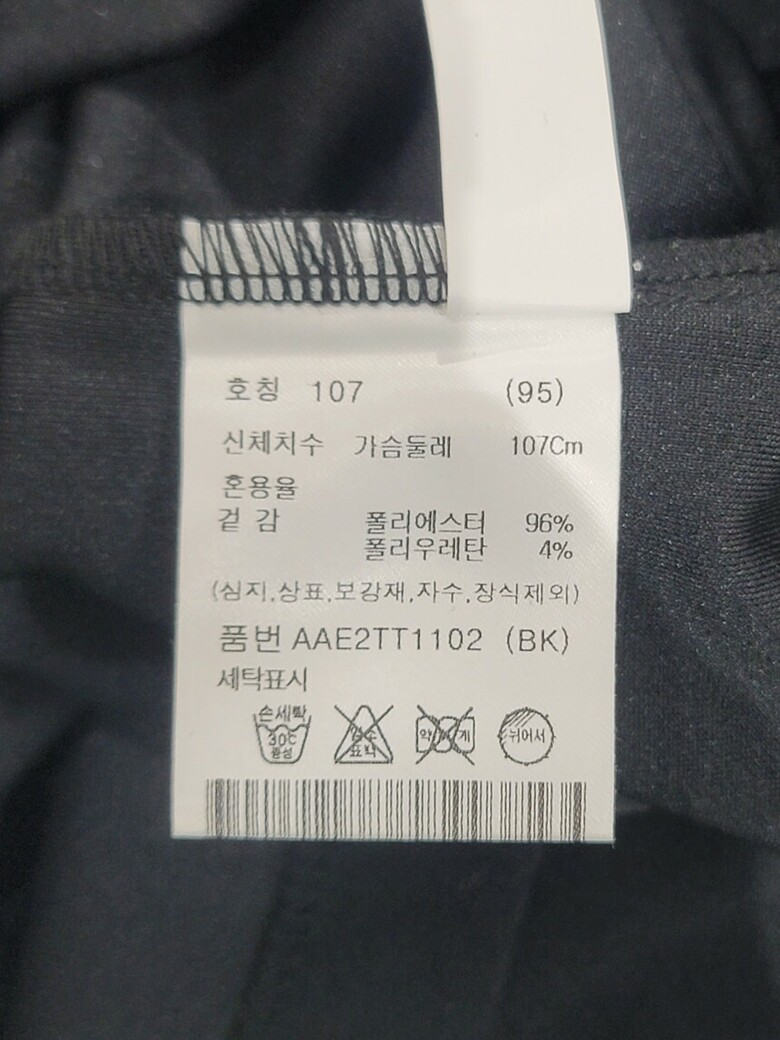 호칭 107 (95)
신체치수 가슴둘레 107Cm
혼용율
겉 감 폴리에스터 96%
폴리우레탄 4%
(심지,상표,보강재,자수,장식제외)
품번 AAE2TT1102 (BK)
세탁표시
손세탁
30℃
중성
표백
뉘어서